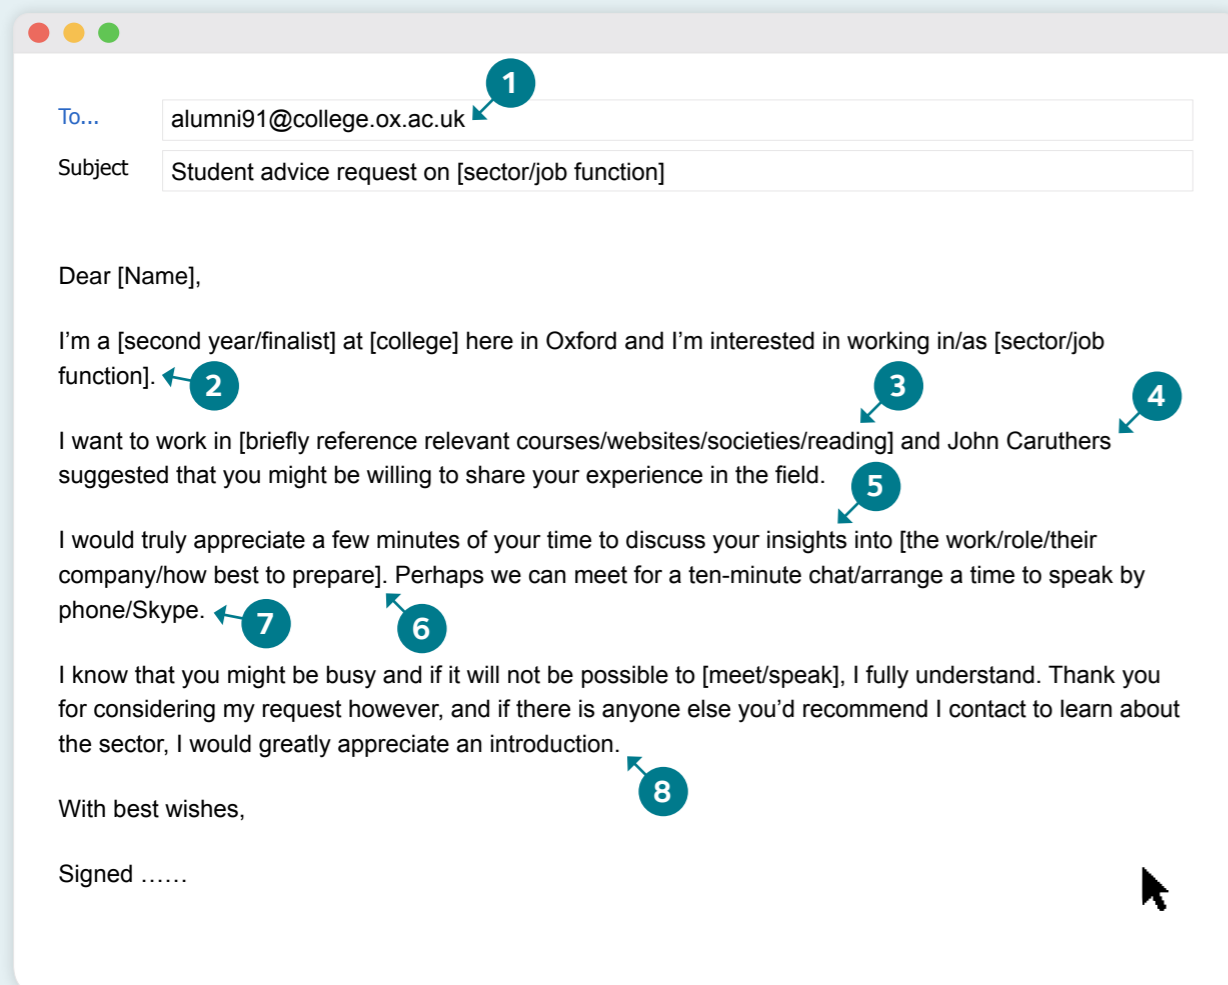 1
To... alumni91@college.ox.ac.uk
Subject Student advice request on [sector/job function]
Dear [Name],
I’m a [second year/finalist] at [college] here in Oxford and I’m interested in working in/as [sector/job
function]. 2
3
4
I want to work in [briefly reference relevant courses/websites/societies/reading] and John Caruthers
suggested that you might be willing to share your experience in the field.
5
I would truly appreciate a few minutes of your time to discuss your insights into [the work/role/their
company/how best to prepare]. Perhaps we can meet for a ten-minute chat/arrange a time to speak by
phone/Skype. 7
6
I know that you might be busy and if it will not be possible to [meet/speak], I fully understand. Thank you
for considering my request however, and if there is anyone else you’d recommend I contact to learn about
the sector, I would greatly appreciate an introduction.
8
With best wishes,
Signed ……